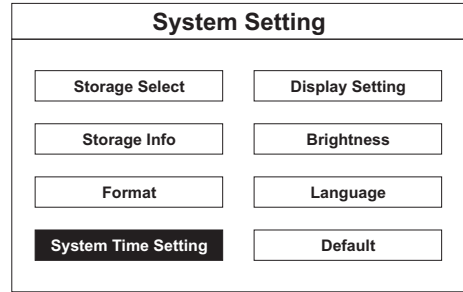 System Setting
Storage Select
Display Setting
Storage Info
Brightness
Format
Language
System Time Setting
Default